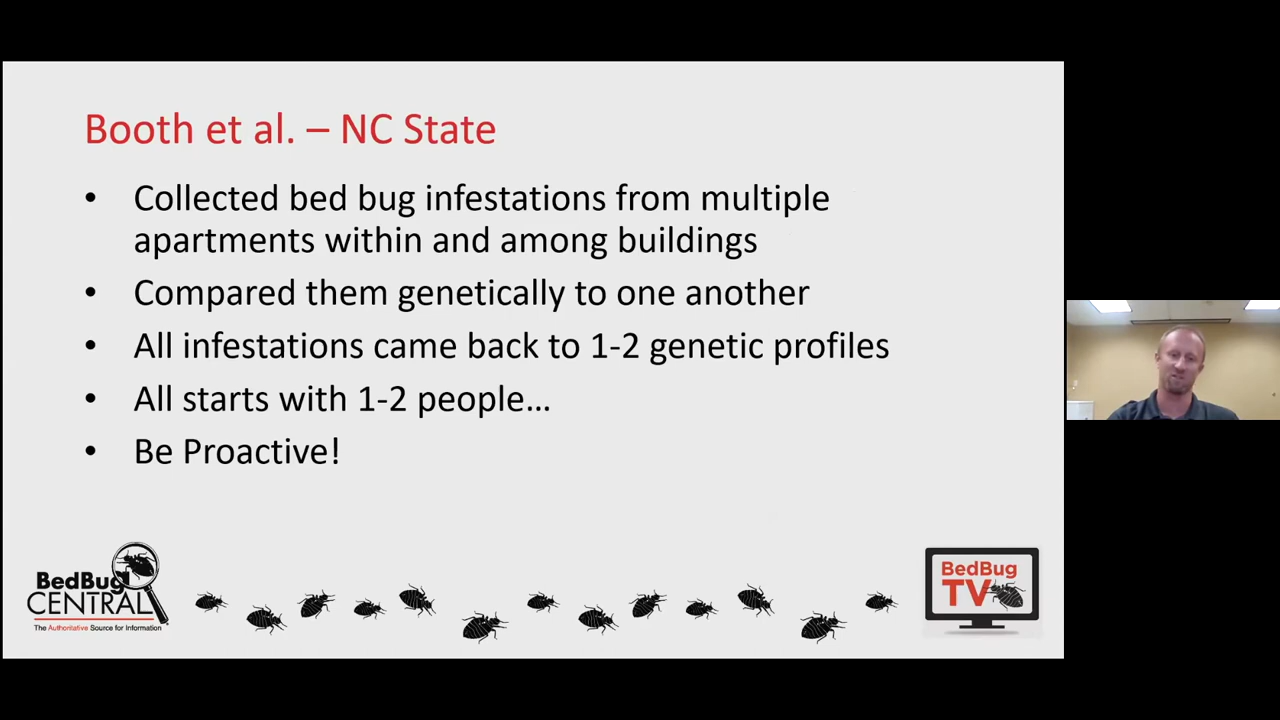 Booth et al. – NC State
• Collected bed bug infestations from multiple
apartments within and among buildings
• Compared them genetically to one another
• All infestations came back to 1-2 genetic profiles
• All starts with 1-2 people…
• Be Proactive!
BedBug
CENTRAL
The Authoritative Source for Information
BedBug
TV